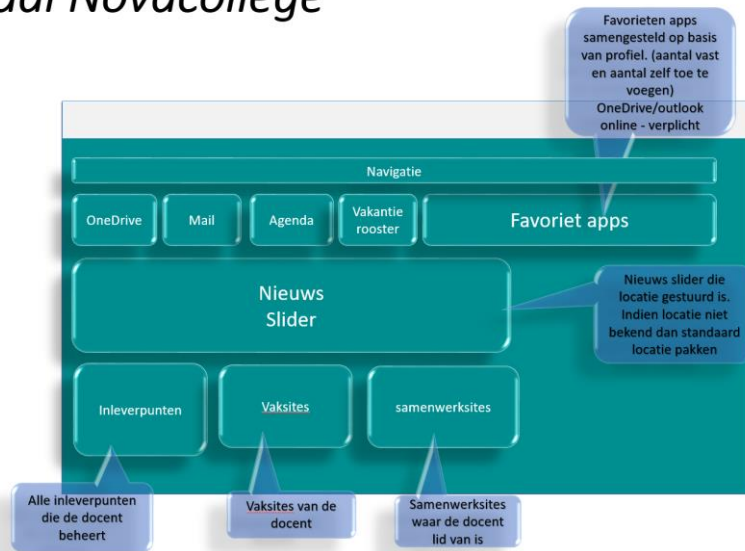 Novacollege
Favorieten apps
samengesteld op basis
van profiel. (aantal vast
en aantal zelf toe te
voegen)
OneDrive/outlook
online - verplicht
Navigatie
OneDrive
Mail
Agenda
Vakantie
rooster
Favoriet apps
Nieuws
Slider
Nieuws slider die
locatie gestuurd is.
Indien locatie niet
bekend dan standaard
locatie pakken
Inleverpunten
Vaksites
samenwerksites
Alle inleverpunten
die de docent
beheert
Vaksites van de
docent
Samenwerksites
waar de docent
lid van is